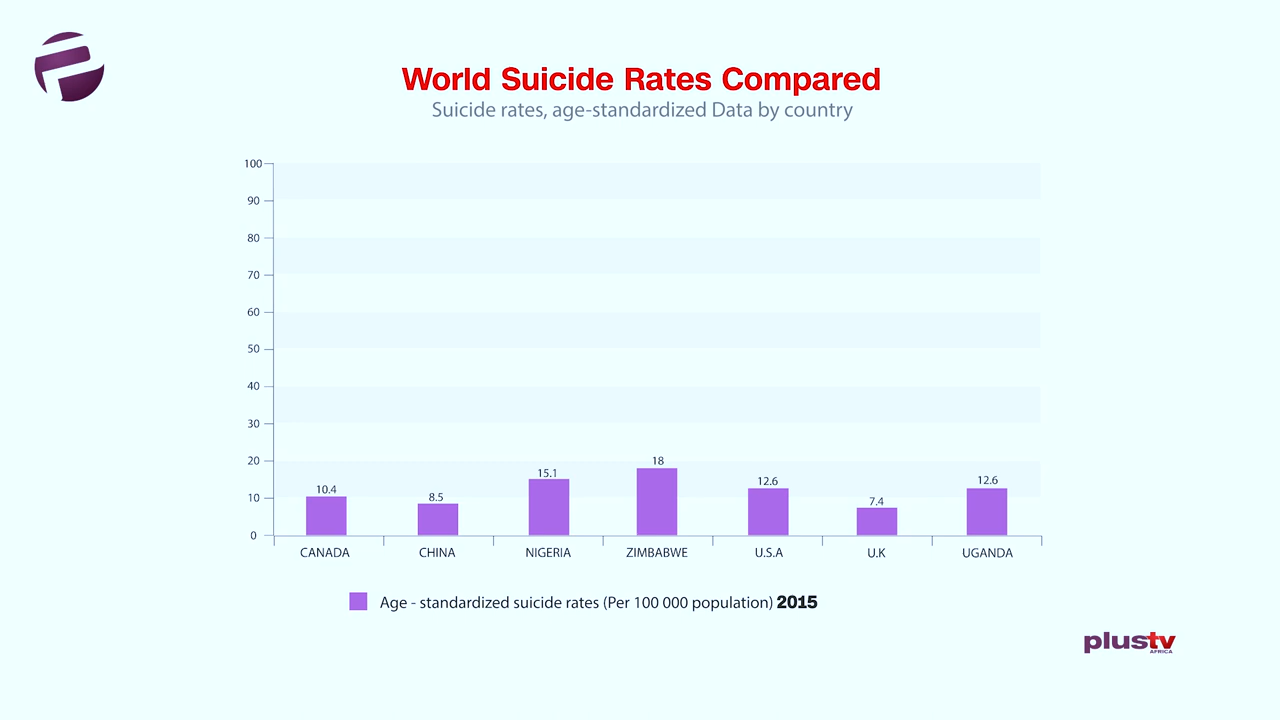 World Suicide Rates Compared
Suicide rates, age-standardized Data by country
100
90
80
70
60
50
40
30
20
10
0
10.4
8.5
15.1
18
12.6
7.4
12.6
CANADA
CHINA
NIGERIA
ZIMBABWE
U.S.A
U.K
UGANDA
Age - standardized suicide rates (Per 100 000 population) 2015
plustv
AFRICA